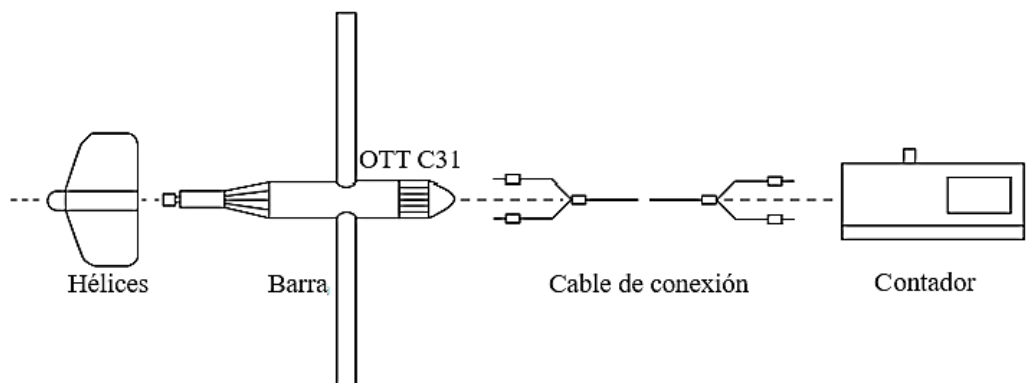 OTT C31
Hélices
Barra
Cable de conexión
Contador